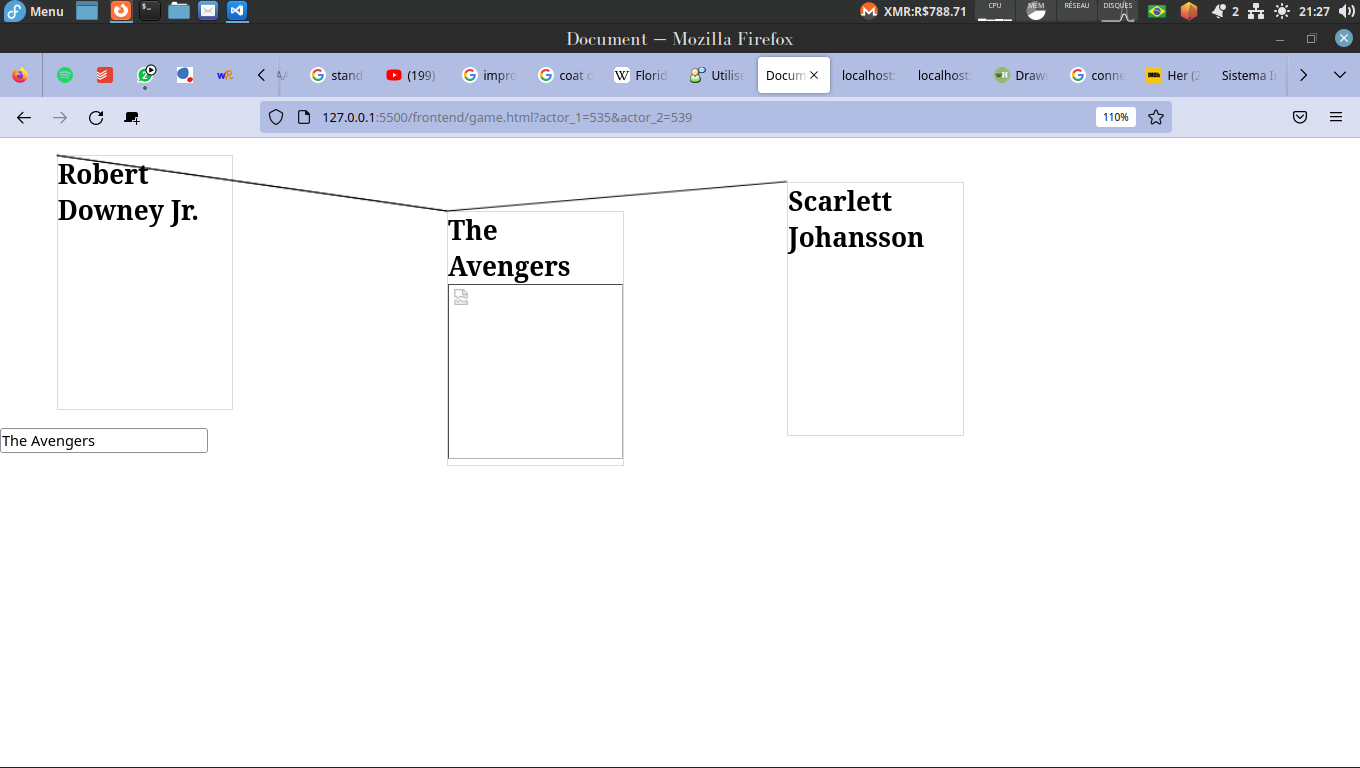 Menu
XMR:R$788.71
CPU
MÉM
RÉSEAU
DISQUES
2
21:27
Document — Mozilla Firefox
stand
(199)
impro
coat
Florid
Utilise
Docum
localhost:
localhost:
Draw
conne
Her (2
Sistema
127.0.0.1:5500/frontend/game.html?actor_1=535&actor_2=539
110%
Robert
Downey Jr.
The
Avengers
Scarlett
Johansson
The Avengers